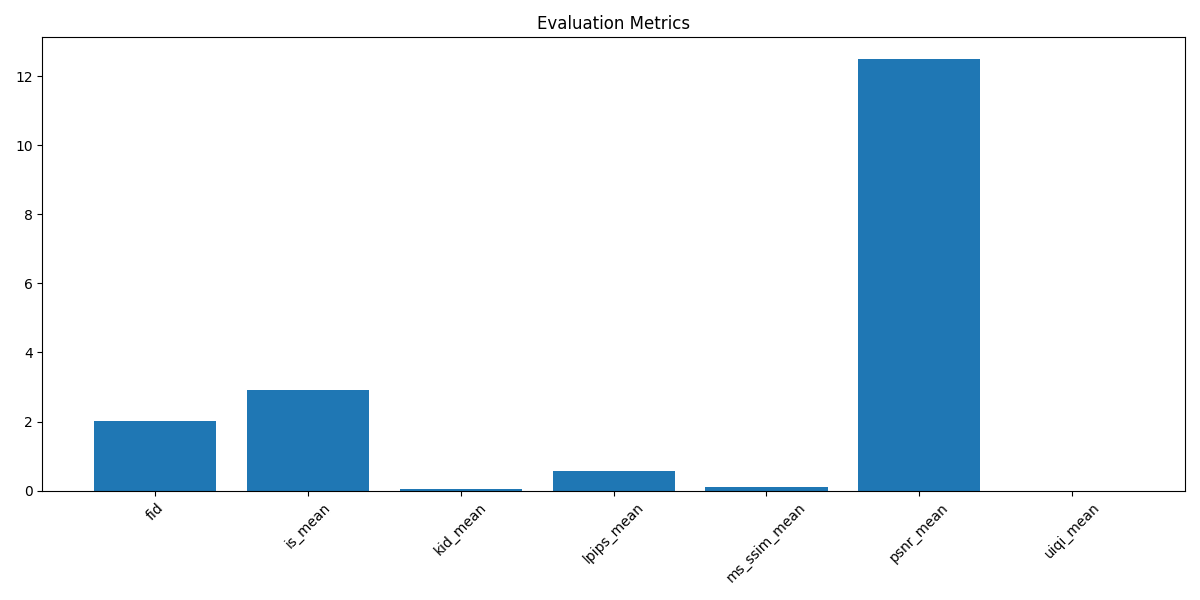 Evaluation Metrics
12
10
8
6
4
2
0
fid
is_mean
kid_mean
lpips_mean
ms_ssim_mean
psnr_mean
uiqi_mean